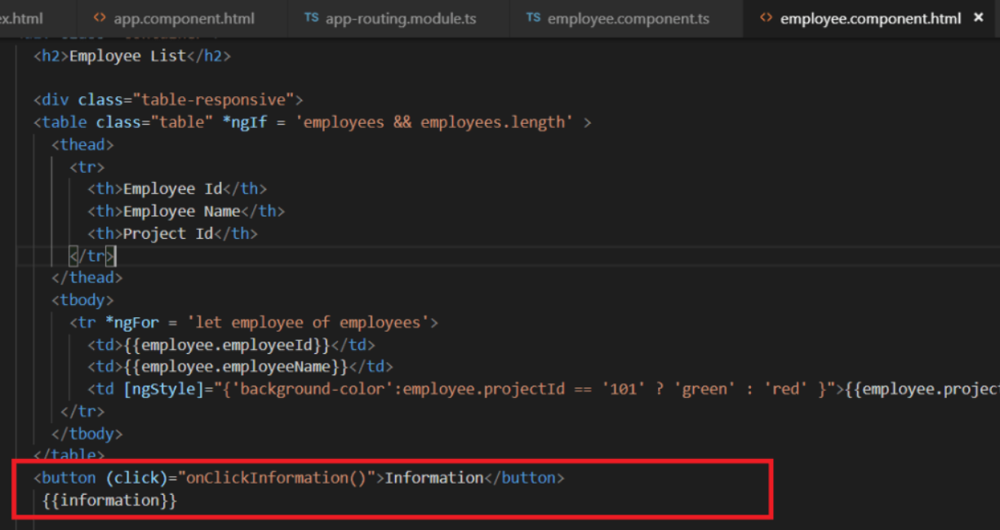 ex.html <> app.component.html TS app-routing.module.ts TS employee.component.ts <> employee.component.html ×
<h2>Employee List</h2>
<div class="table-responsive">
<table class="table" *ngIf = 'employees && employees.length' >
<thead>
<tr>
<th>Employee Id</th>
<th>Employee Name</th>
<th>Project Id</th>
</tr>
</thead>
<tbody>
<tr *ngFor = 'let employee of employees'>
<td>{{employee.employeeId}}</td>
<td>{{employee.employeeName}}</td>
<td [ngStyle]="{'background-color':employee.projectId == '101' ? 'green' : 'red' }">{{employee.project
</tr>
</tbody>
</table>
<button (click)="onClickInformation()">Information</button>
{{information}}